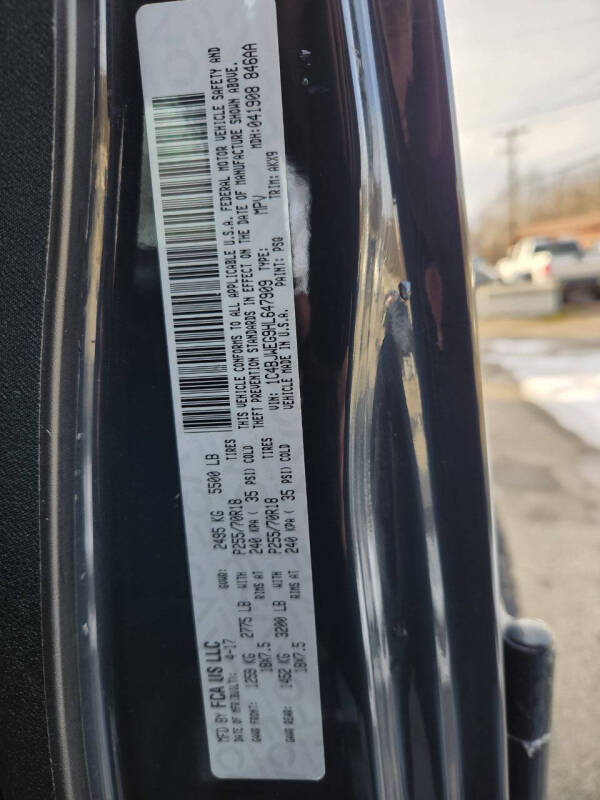 MFD BY FCA US LLC
DATE OF MFR(BUILT): 4-17 GVWR: 2495 KG 5500 LB
GAWR FRONT: 1259 KG 2775 LB WITH P255/70R18 TIRES
18X7.5 RIMS AT 240 KPA ( 35 PSI) COLD
GAWR REAR: 1452 KG 3200 LB WITH P255/70R18 TIRES
18X7.5 RIMS AT 240 KPA ( 35 PSI) COLD
THIS VEHICLE CONFORMS TO ALL APPLICABLE U.S.A. FEDERAL MOTOR VEHICLE SAFETY AND
THEFT PREVENTION STANDARDS IN EFFECT ON THE DATE OF MANUFACTURE SHOWN ABOVE.
VIN: 1C4BJWEG9HL647909 TYPE: MPV MDH:041908 846AA
MADE IN U.S.A. PAINT: PSQ TRIM: AKX9